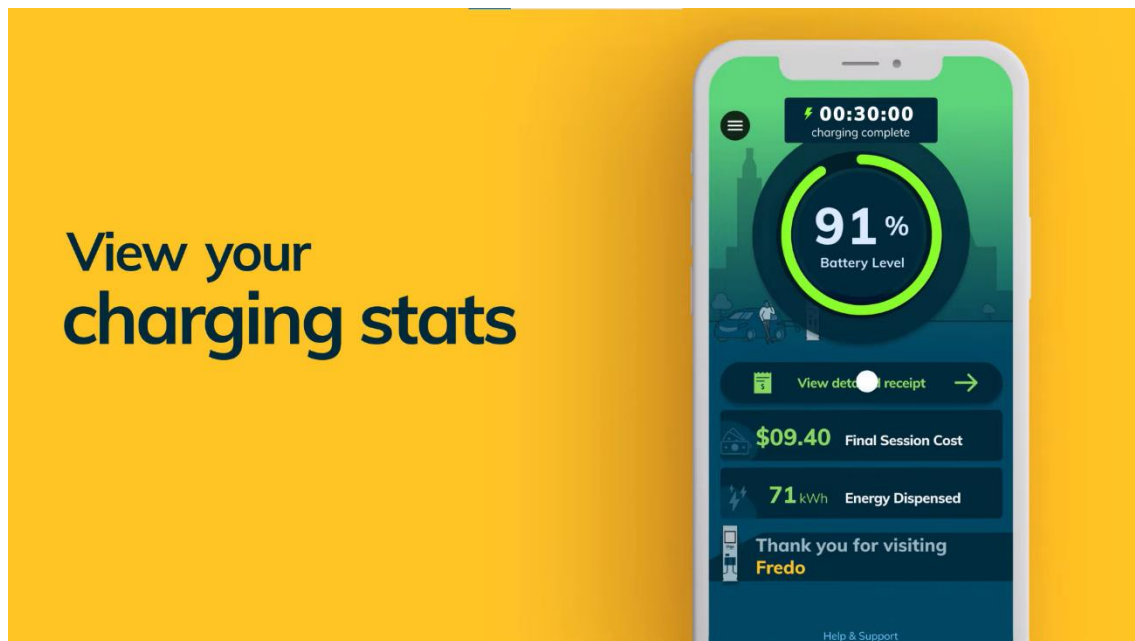 View your
charging stats
00:30:00
charging complete
91 %
Battery Level
View receipt
$09.40 Final Session Cost
71 kWh Energy Dispensed
Thank you for visiting
Fredo
Help & Support